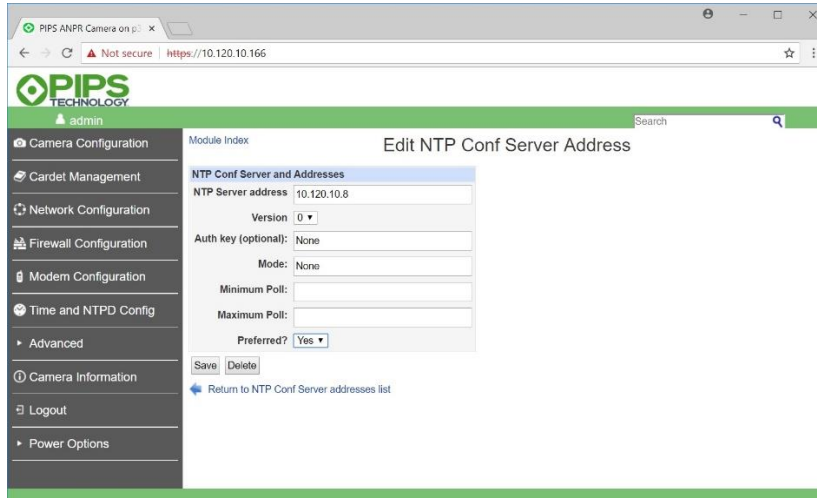 PIPS ANPR Camera on p3
Not secure https://10.120.10.166
PIPS
TECHNOLOGY
admin
Search
Camera Configuration
Cardet Management
Network Configuration
Firewall Configuration
Modem Configuration
Time and NTPD Config
Advanced
Camera Information
Logout
Power Options
Module Index
Edit NTP Conf Server Address
NTP Conf Server and Addresses
NTP Server address 10.120.10.8
Version 0
Auth key (optional): None
Mode: None
Minimum Poll:
Maximum Poll:
Preferred? Yes
Save Delete
Return to NTP Conf Server addresses list